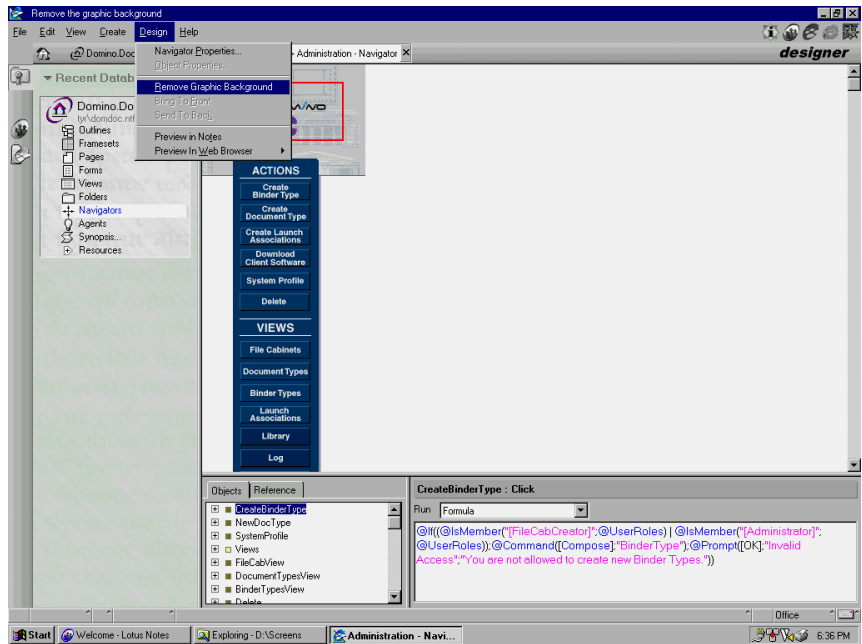 Remove the graphic background
File Edit View Create Design Help
Domino.Doc
- Administration - Navigator
designer
Navigator Properties...
Object Properties...
Remove Graphic Background
Bring To Front
Send To Back
Preview in Notes
Preview In Web Browser
Recent Datab
Domino.Do
tyr\domdoc.ntf
Outlines
Framesets
Pages
Forms
Views
Folders
Navigators
Agents
Synopsis...
Resources
ACTIONS
Create
Binder Type
Create
Document Type
Create Launch
Associations
Download
Client Software
System Profile
Delete
VIEWS
File Cabinets
Document Types
Binder Types
Launch
Associations
Library
Log
Objects Reference
CreateBinderType
NewDocType
SystemProfile
Views
FileCabView
DocumentTypesView
BinderTypesView
Delete
CreateBinderType : Click
Run Formula
@If((@IsMember("[FileCabCreator]";@UserRoles) | @IsMember("[Administrator]";
@UserRoles));@Command([Compose];"BinderType");@Prompt([OK];"Invalid
Access";"You are not allowed to create new Binder Types."))
Office
Start Welcome - Lotus Notes Exploring - D:\Screens Administration - Navi... 6:36 PM